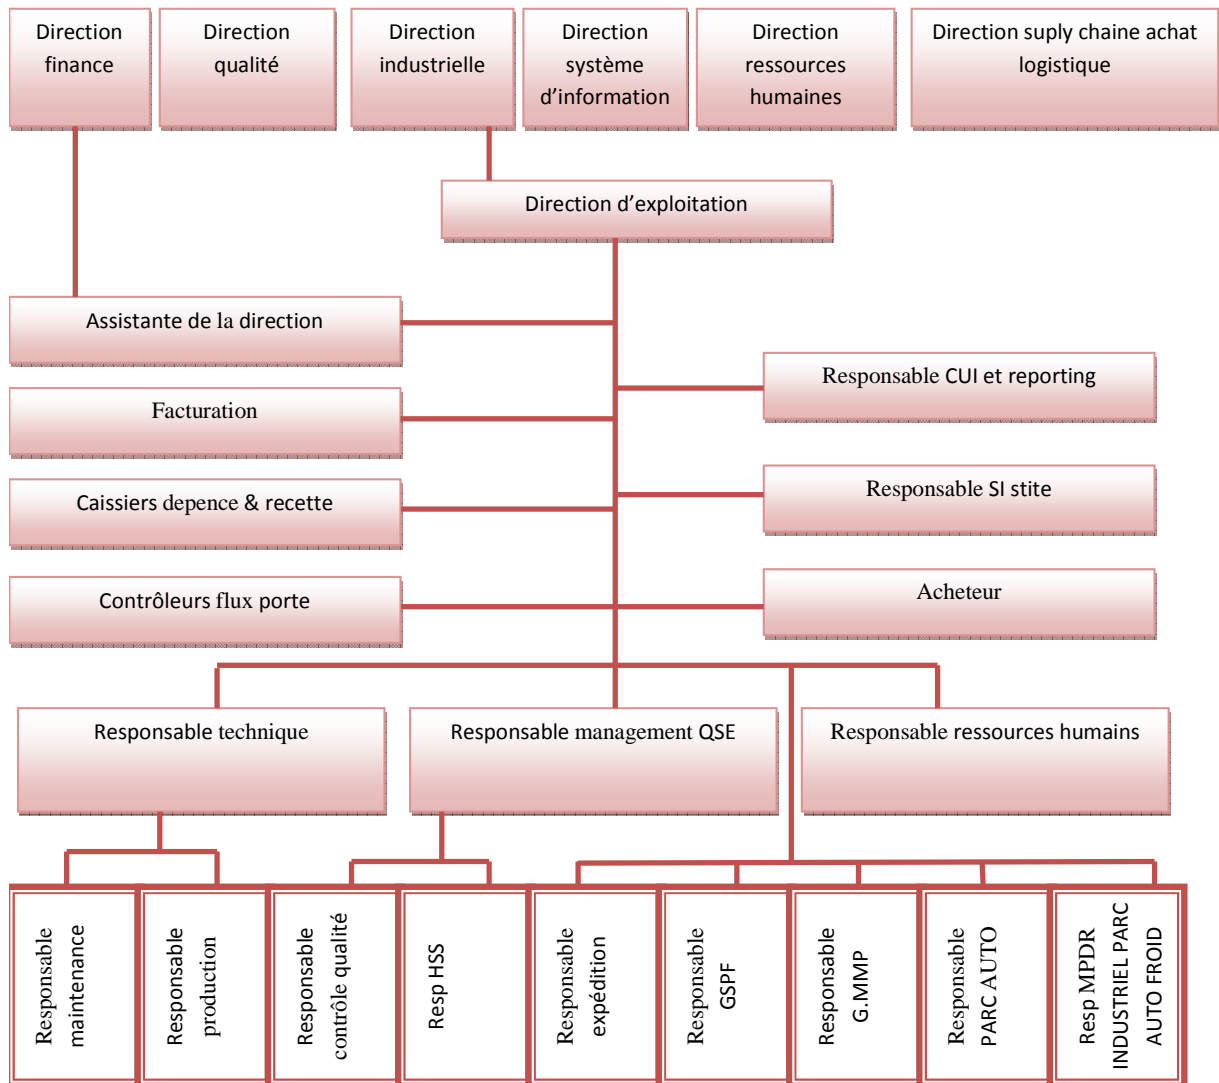 Direction
finance
Direction
qualité
Direction
industrielle
Direction
système
d’information
Direction
ressources
humaines
Direction suply chaine achat
logistique
Direction d’exploitation
Assistante de la direction
Responsable CUI et reporting
Facturation
Caissiers depence & recette
Responsable SI stite
Contrôleurs flux porte
Acheteur
Responsable technique
Responsable management QSE
Responsable ressources humains
Responsable
maintenance
Responsable
production
Responsable
contrôle qualité
Resp HSS
Responsable
expédition
Responsable
GSPF
Responsable
G.MMP
Responsable
PARC AUTO
Resp MPDR
INDUSTRIEL PARC
AUTO FROID